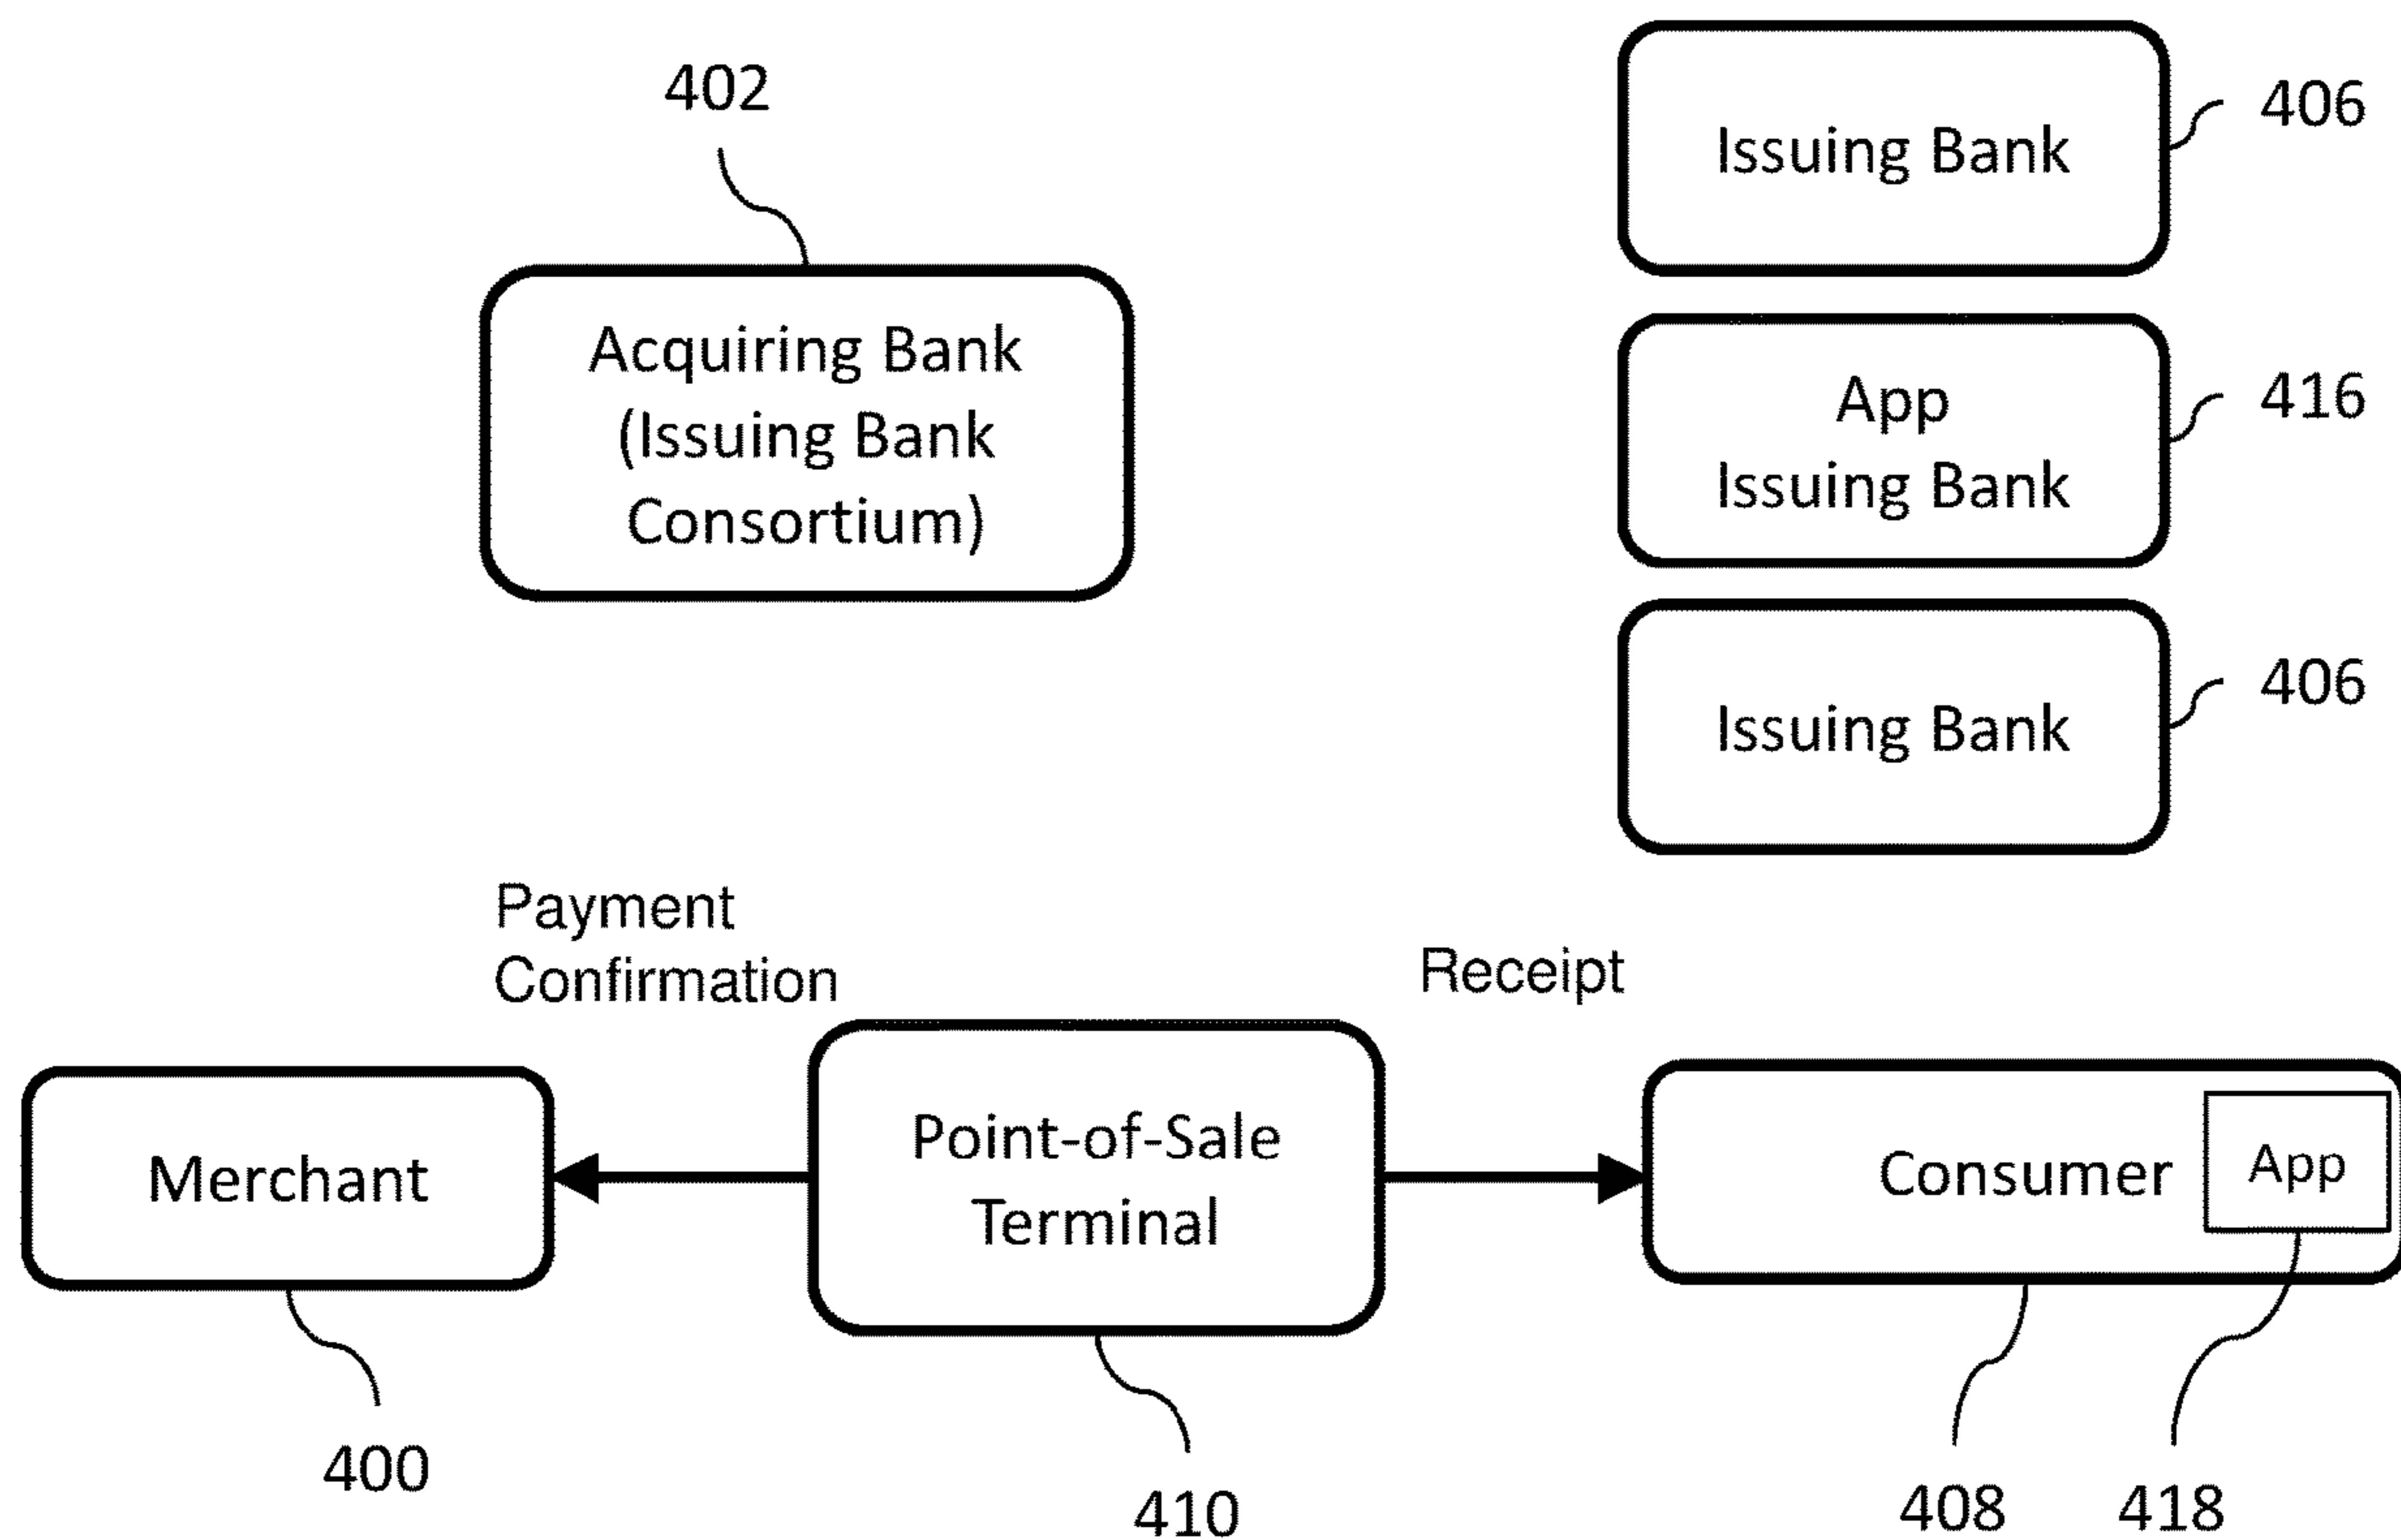 402
406
Issuing Bank
Acquiring Bank
(Issuing Bank
Consortium)
416
App
Issuing Bank
406
Issuing Bank
Payment
Confirmation
Receipt
Merchant
Point-of-Sale
Terminal
Consumer
App
400
410
408
418